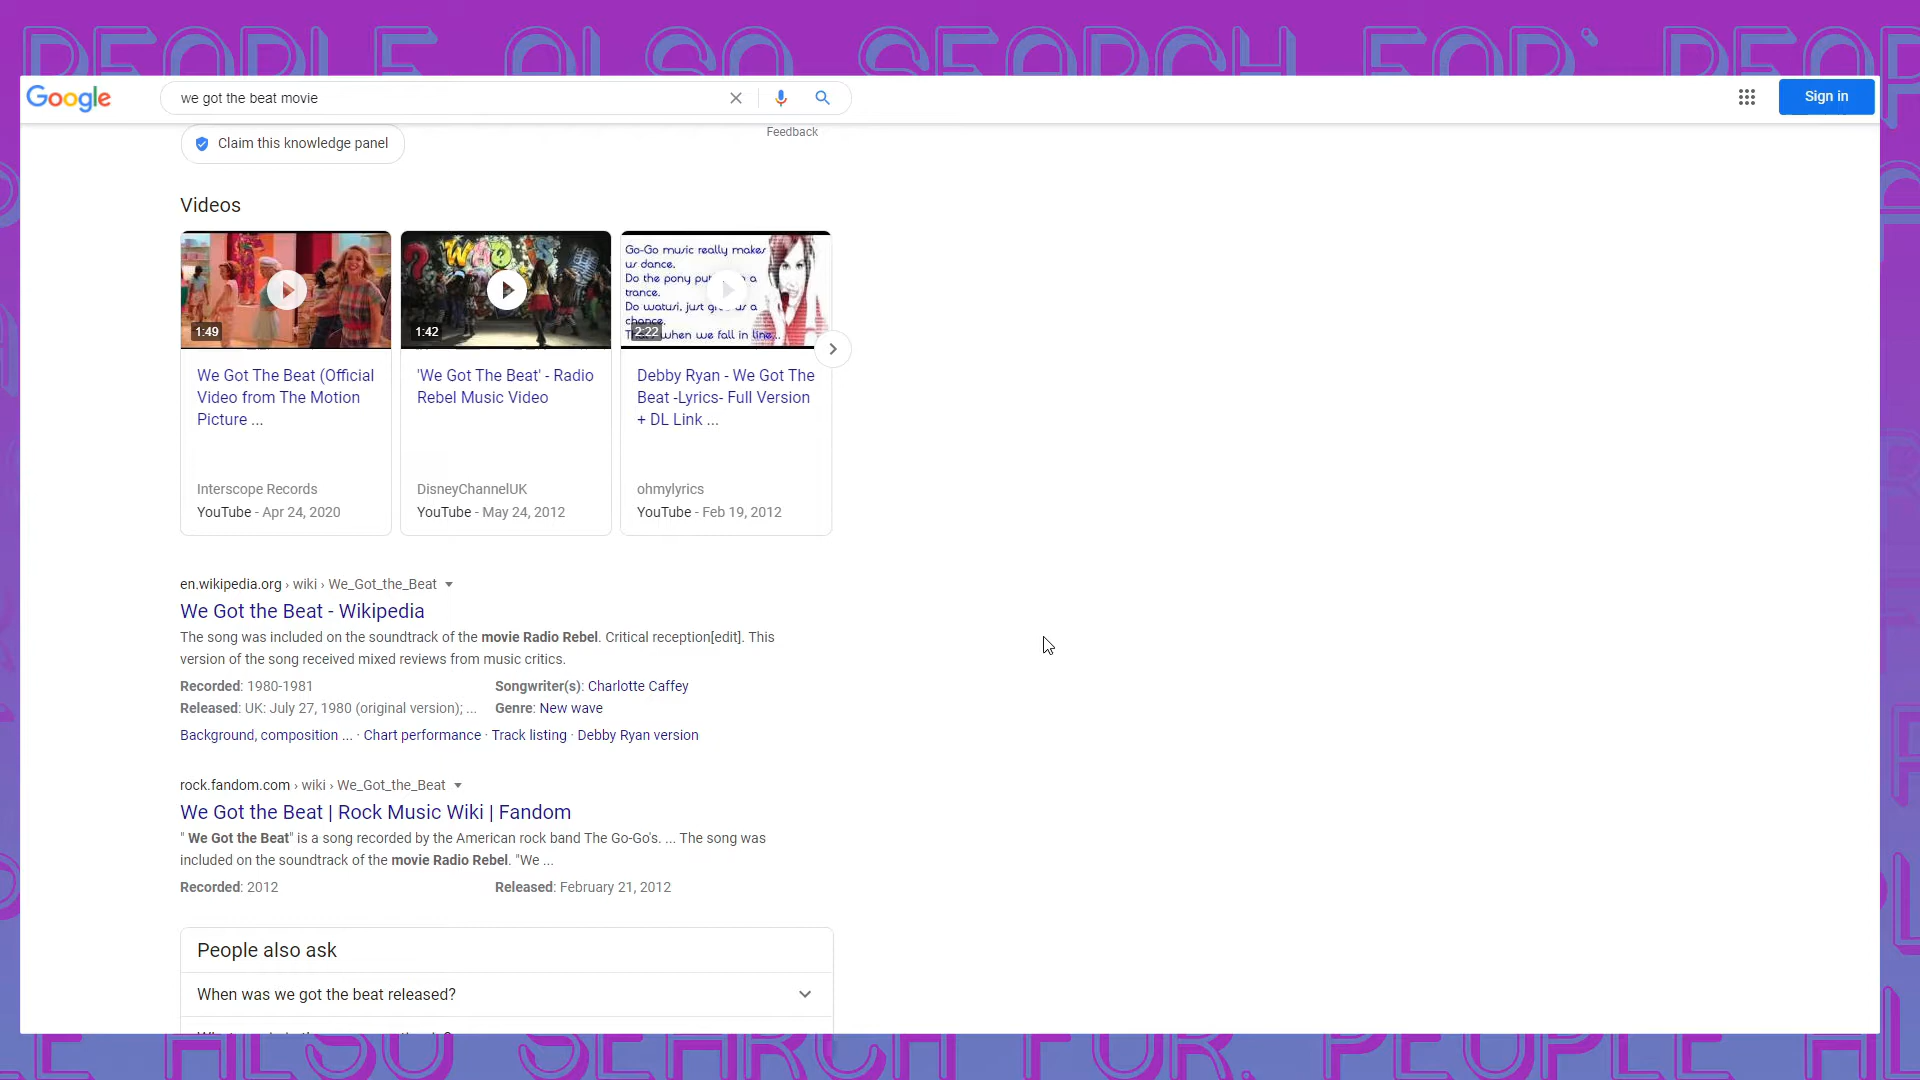 PEOPLE ALSO SEARCH FOR: PEOPLE
Google
we got the beat movie
Sign in
Claim this knowledge panel
Feedback
Videos
1:49
We Got The Beat (Official
Video from The Motion
Picture ...
Interscope Records
YouTube - Apr 24, 2020
1:42
'We Got The Beat' - Radio
Rebel Music Video
DisneyChannelUK
YouTube - May 24, 2012
Go-Go music really makes
us dance.
Do the pony
trance.
Do watusi, just
chance.
when we fall in line...
2:22
Debby Ryan - We Got The
Beat -Lyrics- Full Version
+ DL Link ...
ohmylyrics
YouTube - Feb 19, 2012
en.wikipedia.org › wiki › We_Got_the_Beat
We Got the Beat - Wikipedia
The song was included on the soundtrack of the movie Radio Rebel. Critical reception[edit]. This
version of the song received mixed reviews from music critics.
Recorded: 1980-1981 Songwriter(s): Charlotte Caffey
Released: UK: July 27, 1980 (original version); ... Genre: New wave
Background, composition ... · Chart performance · Track listing · Debby Ryan version
rock.fandom.com › wiki › We_Got_the_Beat
We Got the Beat | Rock Music Wiki | Fandom
" We Got the Beat" is a song recorded by the American rock band The Go-Go's. ... The song was
included on the soundtrack of the movie Radio Rebel. "We ...
Recorded: 2012 Released: February 21, 2012
People also ask
When was we got the beat released?
ALSO SEARCH FOR. PEOPLE